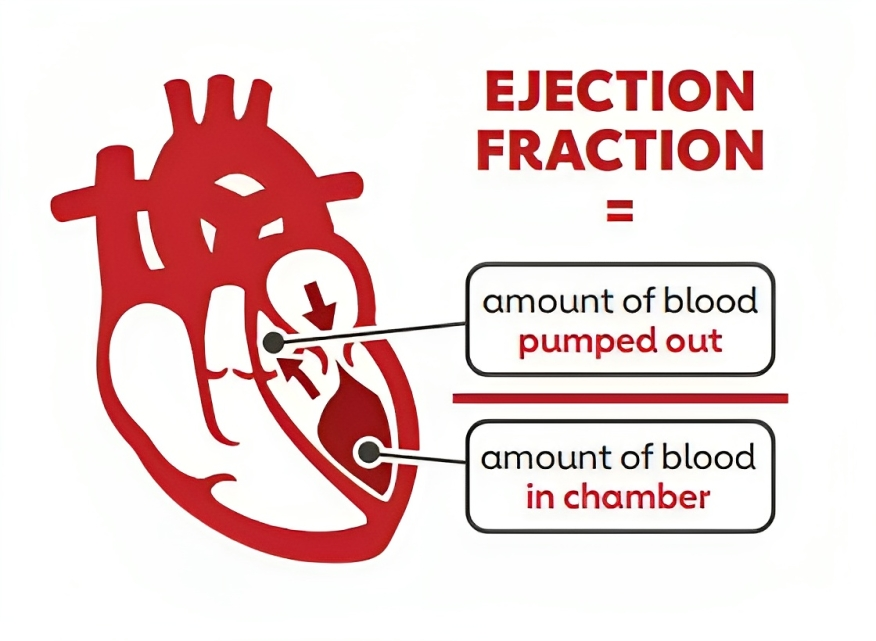 EJECTION
FRACTION
=
amount of blood
pumped out
amount of blood
in chamber